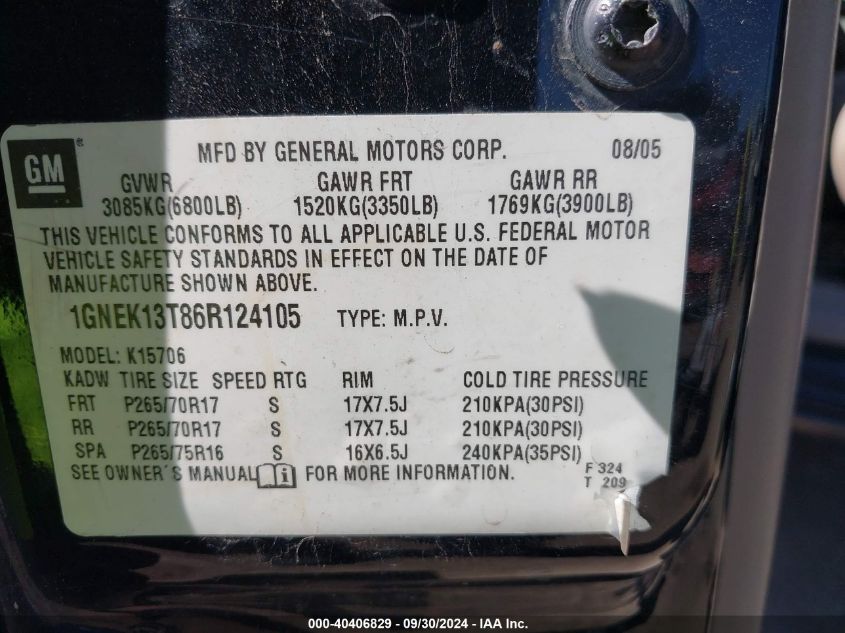 GM ®
MFD BY GENERAL MOTORS CORP. 08/05
GVWR GAWR FRT GAWR RR
3085KG(6800LB) 1520KG(3350LB) 1769KG(3900LB)
THIS VEHICLE CONFORMS TO ALL APPLICABLE U.S. FEDERAL MOTOR
VEHICLE SAFETY STANDARDS IN EFFECT ON THE DATE OF
MANUFACTURE SHOWN ABOVE.
1GNEK13T86R124105 TYPE: M.P.V.
MODEL: K15706
KADW TIRE SIZE SPEED RTG RIM COLD TIRE PRESSURE
FRT P265/70R17 S 17X7.5J 210KPA(30PSI)
RR P265/70R17 S 17X7.5J 210KPA(30PSI)
SPA P265/75R16 S 16X6.5J 240KPA(35PSI)
SEE OWNER'S MANUAL i FOR MORE INFORMATION.
F 324
T 209
000-40406829 - 09/30/2024 - IAA Inc.